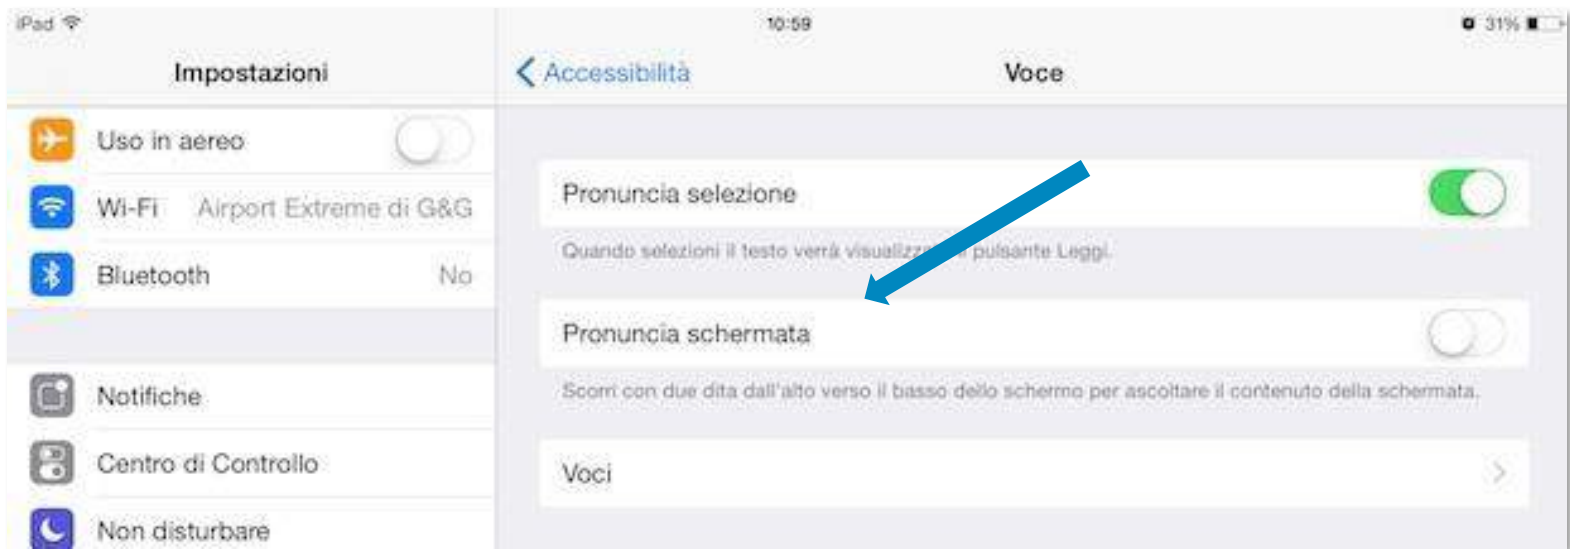 iPad 10:59 31%
Impostazioni
Accessibilità Voce
Uso in aereo
Wi-Fi Airport Extreme di G&G
Bluetooth No
Notifiche
Centro di Controllo
Non disturbare
Pronuncia selezione
Quando selezioni il testo verrà pulsante Leggi.
Pronuncia schermata
Scorri con due dita dall'alto verso il basso dello schermo per ascoltare il contenuto della schermata.
Voci